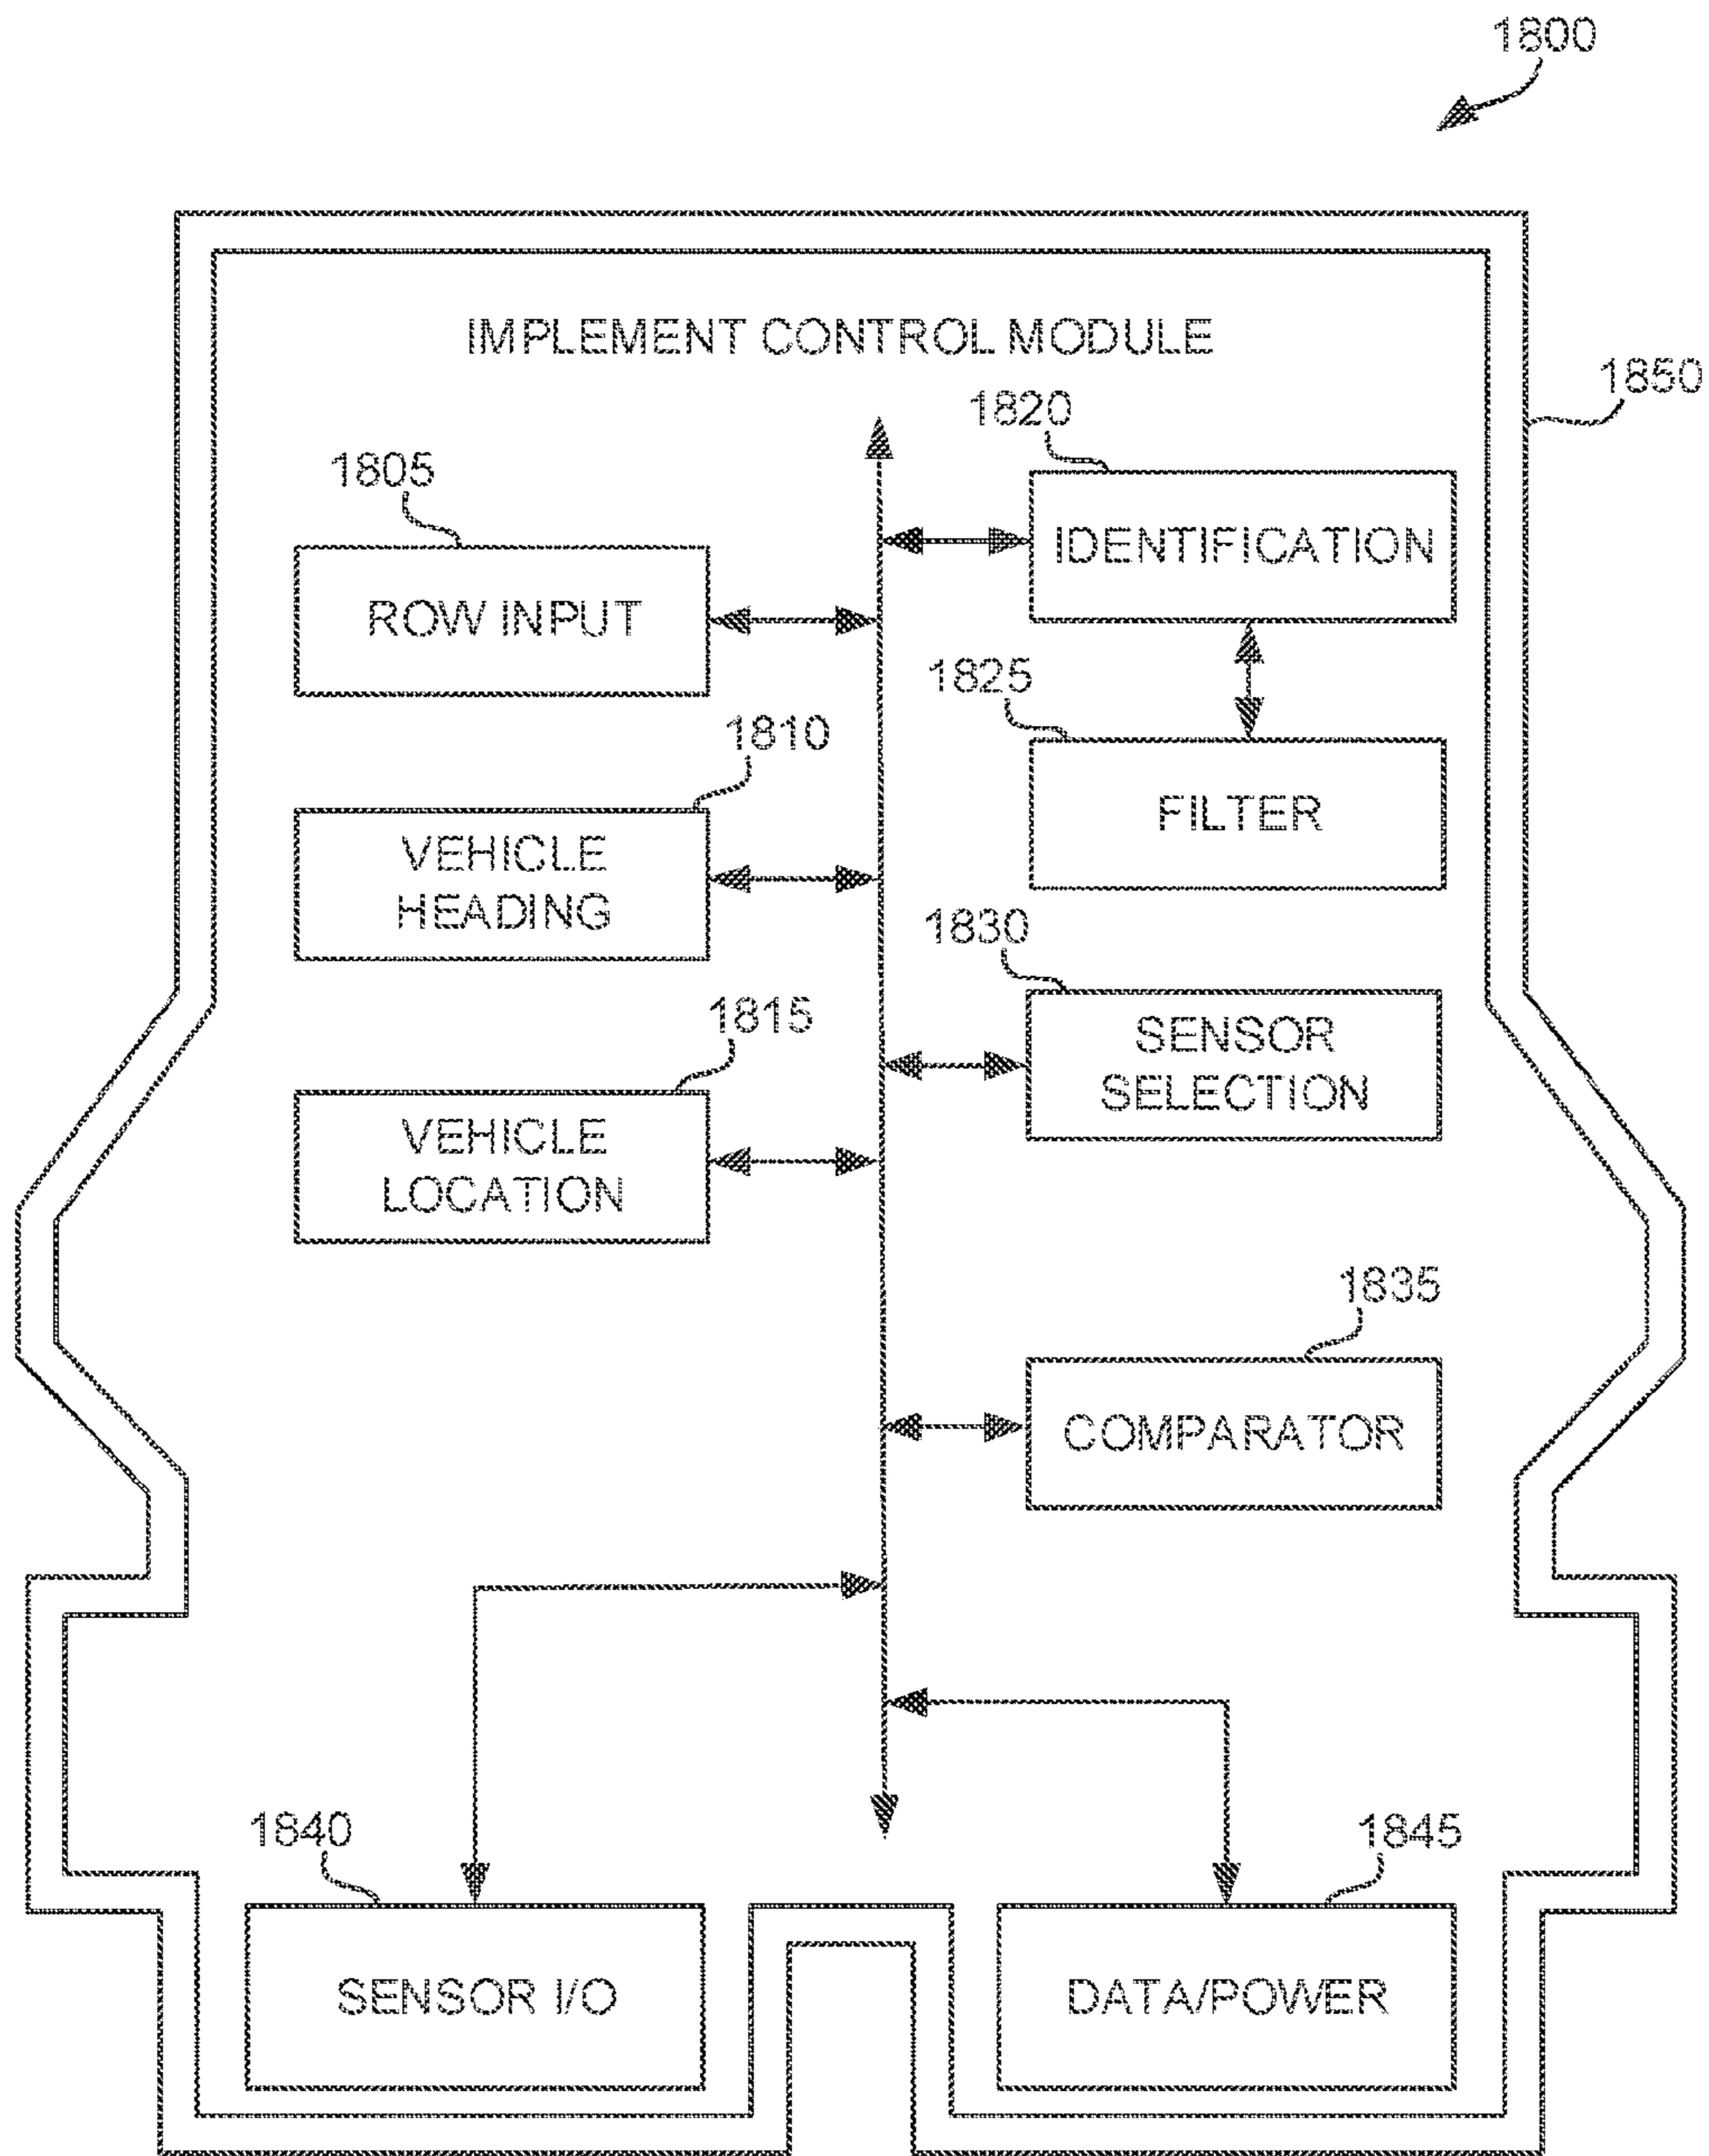 1800
IMPLEMENT CONTROL MODULE
1850
1820
1805
IDENTIFICATION
ROW INPUT
1825
1810
FILTER
VEHICLE
HEADING
1830
1815
SENSOR
SELECTION
VEHICLE
LOCATION
1835
COMPARATOR
1840
1845
SENSOR I/O
DATA/POWER